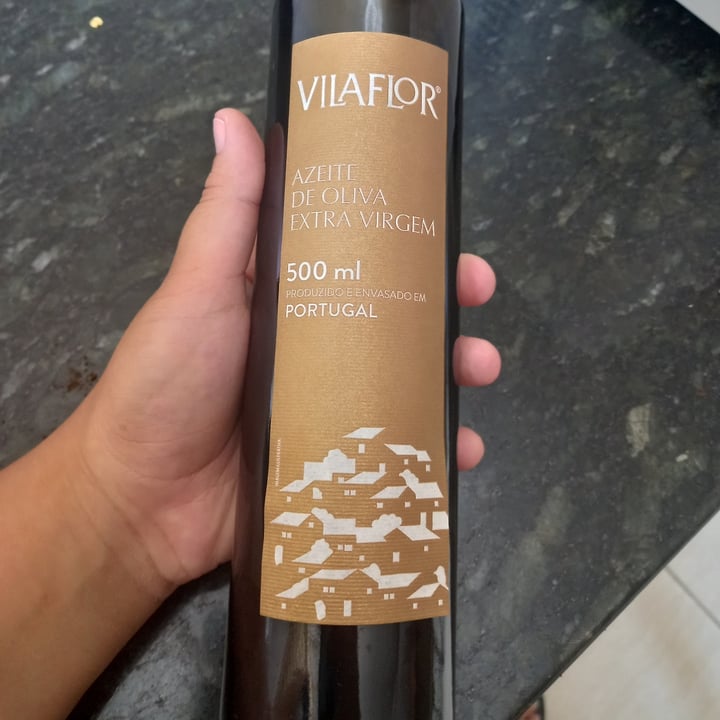 VILAFLOR®
AZEITE
DE OLIVA
EXTRA VIRGEM
500 ml
PRODUZIDO E ENVASADO EM
PORTUGAL